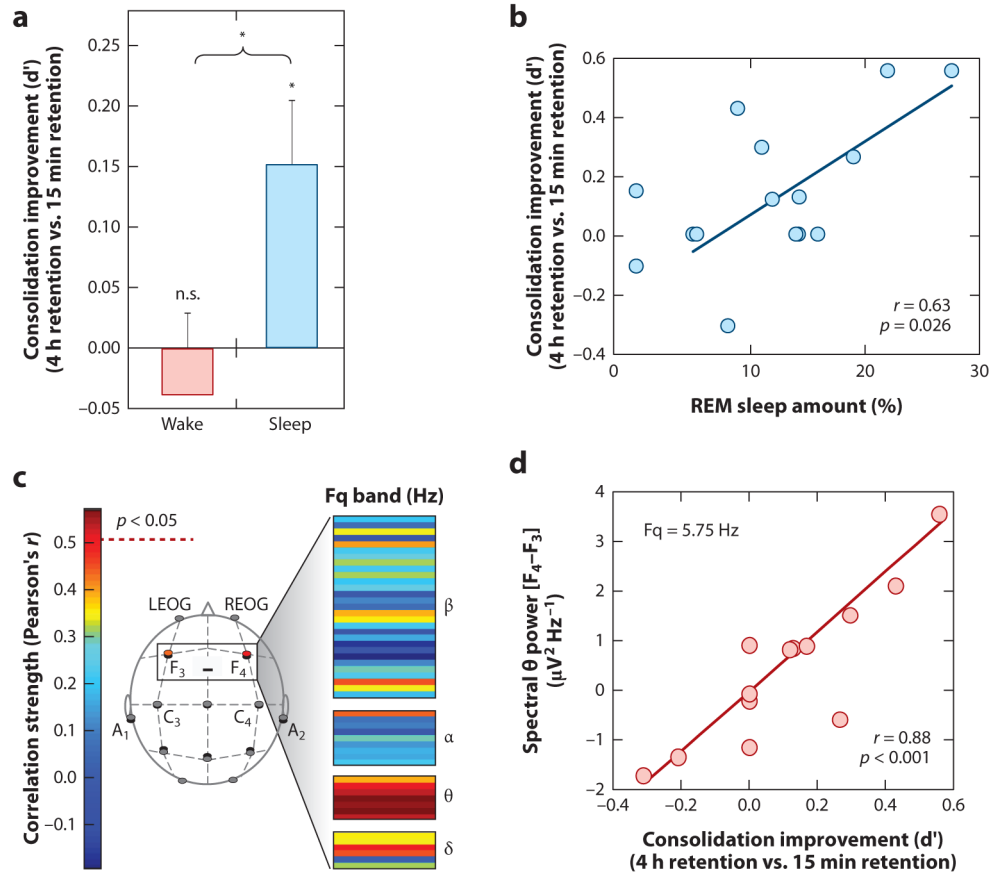 a
Consolidation improvement (d')
(4 h retention vs. 15 min retention)
0.25
0.20
0.15
0.10
0.05
0.00
−0.05
*
*
n.s.
Wake
Sleep
b
Consolidation improvement (d')
(4 h retention vs. 15 min retention)
0.6
0.4
0.2
0.0
−0.2
−0.4
r = 0.63
p = 0.026
0
10
20
30
REM sleep amount (%)
c
Correlation strength (Pearson's r)
0.5
0.4
0.3
0.2
0.1
0.0
−0.1
p < 0.05
LEOG
REOG
F3
F4
–
A1
C3
C4
A2
Fq band (Hz)
β
α
θ
δ
d
Spectral θ power [F4–F3]
(μV² Hz⁻¹)
4
3
2
1
0
−1
−2
Fq = 5.75 Hz
r = 0.88
p < 0.001
−0.4
−0.2
0.0
0.2
0.4
0.6
Consolidation improvement (d')
(4 h retention vs. 15 min retention)